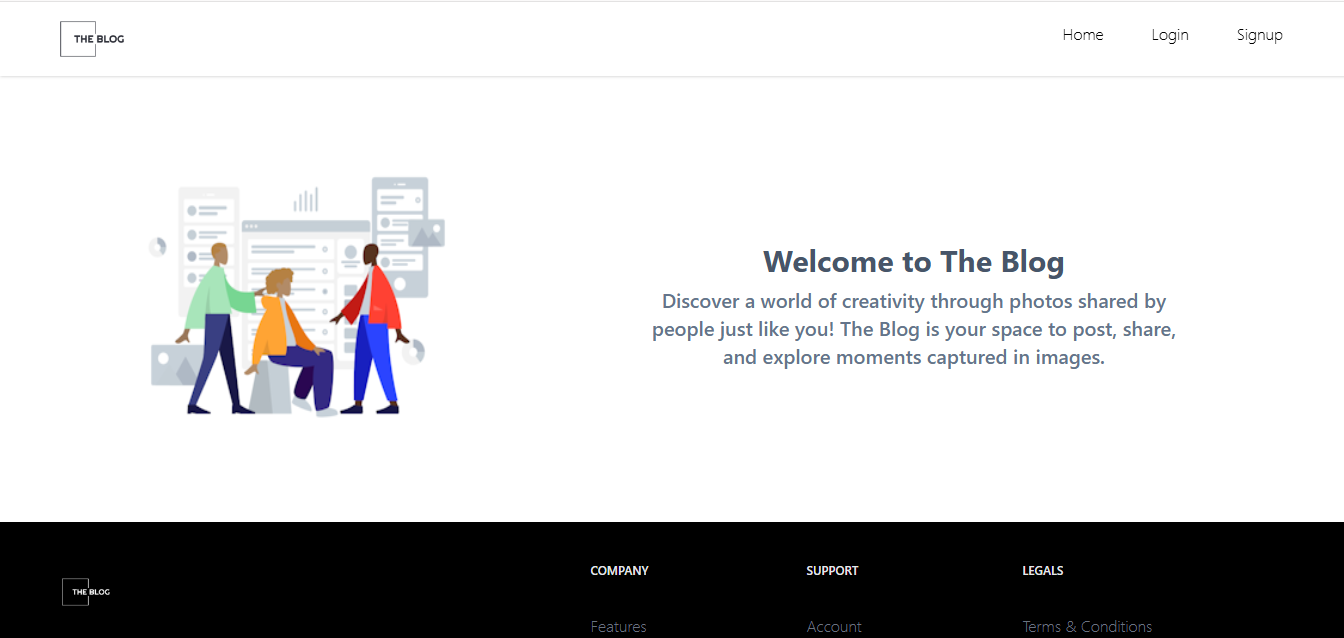 THE BLOG
Home Login Signup
Welcome to The Blog
Discover a world of creativity through photos shared by
people just like you! The Blog is your space to post, share,
and explore moments captured in images.
THE BLOG
COMPANY SUPPORT LEGALS
Features Account Terms & Conditions